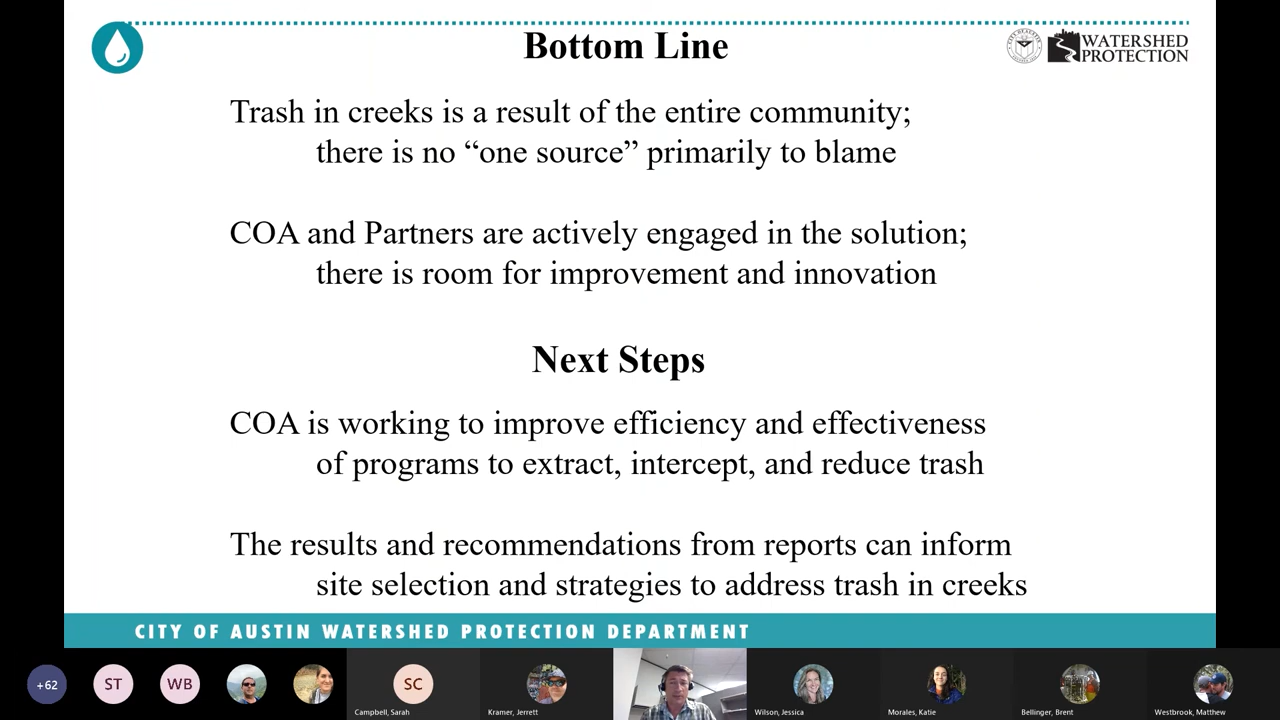 Bottom Line
WATERSHED
PROTECTION
Trash in creeks is a result of the entire community;
there is no “one source” primarily to blame
COA and Partners are actively engaged in the solution;
there is room for improvement and innovation
Next Steps
COA is working to improve efficiency and effectiveness
of programs to extract, intercept, and reduce trash
The results and recommendations from reports can inform
site selection and strategies to address trash in creeks
CITY OF AUSTIN WATERSHED PROTECTION DEPARTMENT
+62
ST
WB
SC
Campbell, Sarah
Kramer, Jerrett
Wilson, Jessica
Morales, Katie
Bellinger, Brent
Westbrook, Matthew